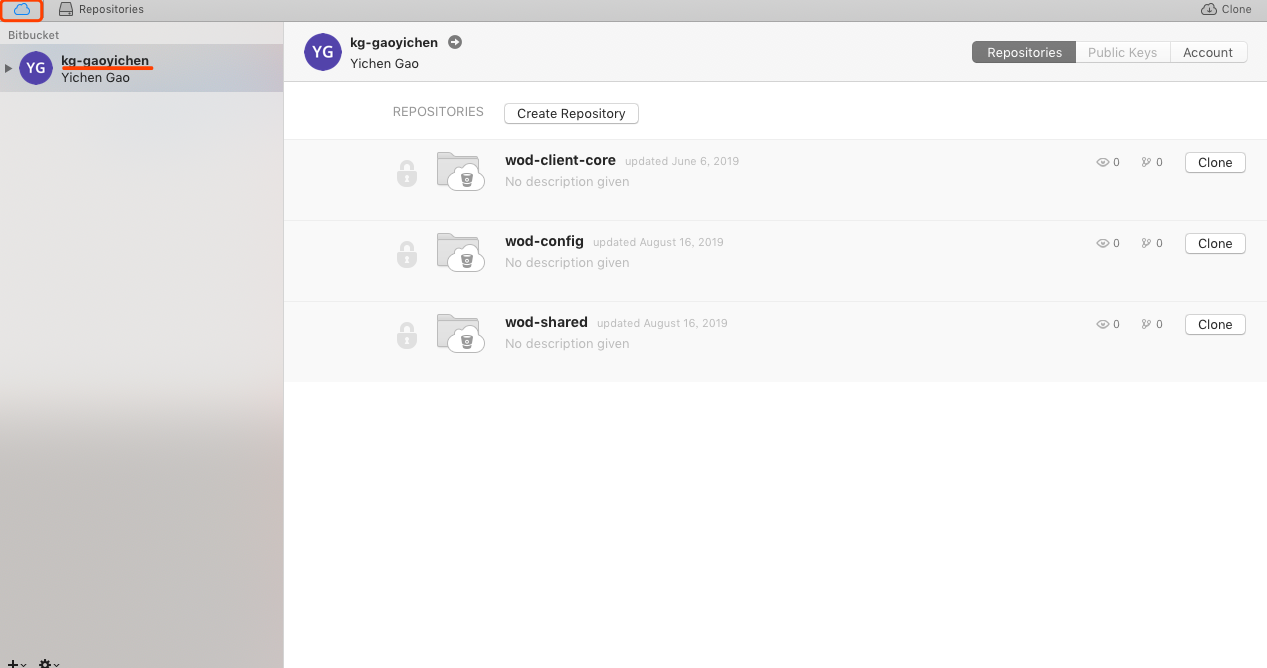 Repositories
Clone
Bitbucket
YG
kg-gaoyichen
Yichen Gao
YG
kg-gaoyichen
Yichen Gao
Repositories
Public Keys
Account
REPOSITORIES
Create Repository
wod-client-core updated June 6, 2019
No description given
0
0
Clone
wod-config updated August 16, 2019
No description given
0
0
Clone
wod-shared updated August 16, 2019
No description given
0
0
Clone